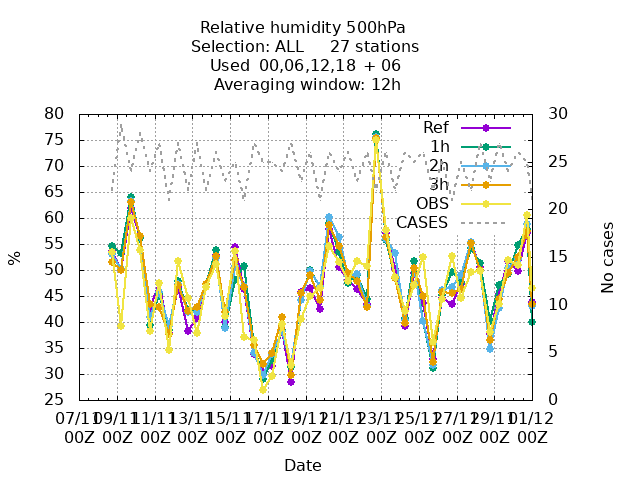 Relative humidity 500hPa
Selection: ALL 27 stations
Used 00,06,12,18 + 06
Averaging window: 12h
80
75
70
65
60
55
50
45
40
35
30
25
%
30
25
20
15
10
5
0
No cases
Ref
1h
2h
3h
OBS
CASES
07/11 09/11 11/11 13/11 15/11 17/11 19/11 21/11 23/11 25/11 27/11 29/11 01/12
00Z 00Z 00Z 00Z 00Z 00Z 00Z 00Z 00Z 00Z 00Z 00Z 00Z
Date